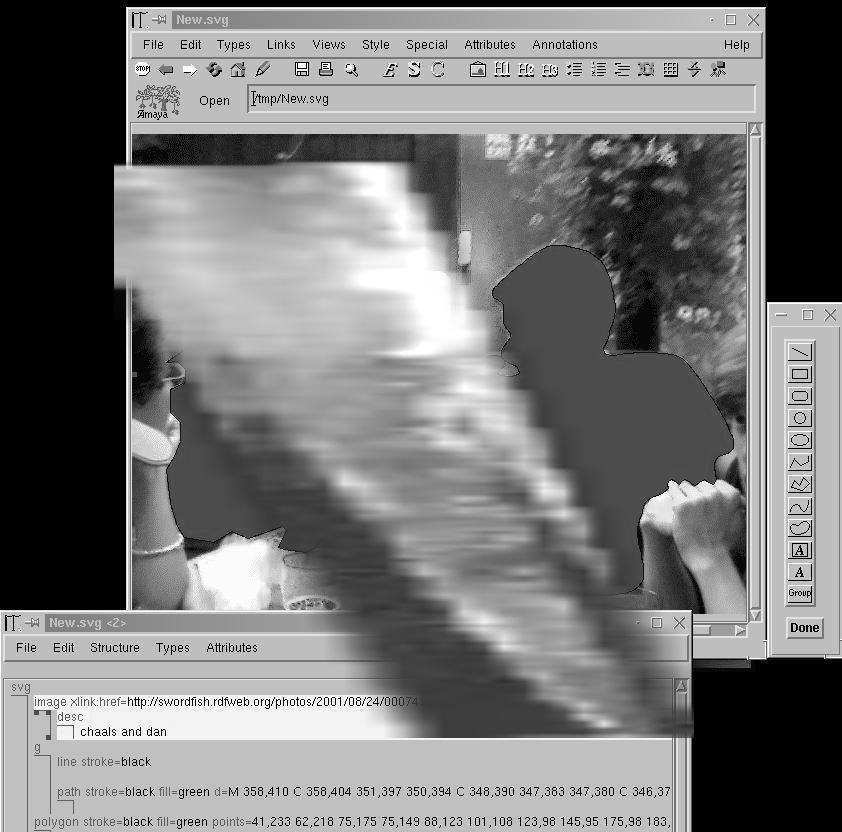 New.svg
File Edit Types Links Views Style Special Attributes Annotations Help
STOP H1 H2 H3
Amaya
Open /tmp/New.svg
A
A
Group
Done
New.svg <2>
File Edit Structure Types Attributes
svg
image xlink:href=http://swordfish.rdfweb.org/photos/2001/08/24/00074
desc
chaals and dan
g
line stroke=black
path stroke=black fill=green d=M 358,410 C 358,404 351,397 350,394 C 348,390 347,383 347,380 C 346,37
polygon stroke=black fill=green points=41,233 62,218 75,175 75,149 88,123 101,108 123,98 145,95 175,98 183,